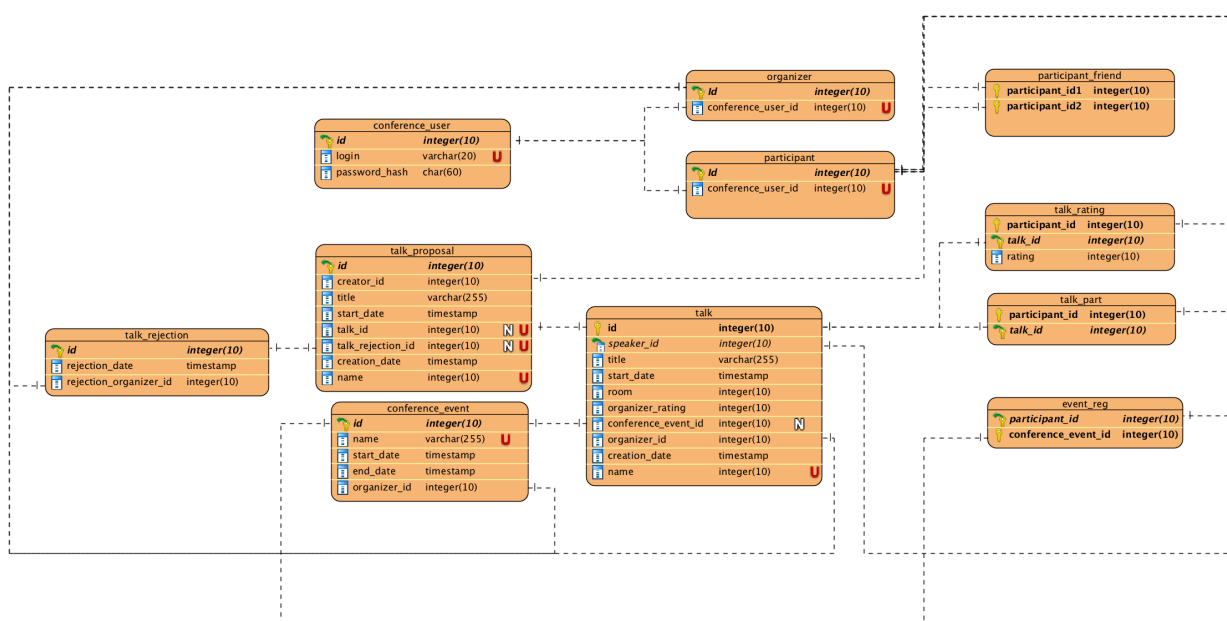 organizer
Id integer(10)
conference_user_id integer(10) U
participant_friend
participant_id1 integer(10)
participant_id2 integer(10)
conference_user
id integer(10)
login varchar(20) U
password_hash char(60)
participant
Id integer(10)
conference_user_id integer(10) U
talk_rating
participant_id integer(10)
talk_id integer(10)
rating integer(10)
talk_proposal
id integer(10)
creator_id integer(10)
title varchar(255)
start_date timestamp
talk_id integer(10) N U
talk_rejection_id integer(10) N U
creation_date timestamp
name integer(10) U
talk_part
participant_id integer(10)
talk_id integer(10)
talk
id integer(10)
speaker_id integer(10)
title varchar(255)
start_date timestamp
room integer(10)
organizer_rating integer(10)
conference_event_id integer(10) N
organizer_id integer(10)
creation_date timestamp
name integer(10) U
talk_rejection
id integer(10)
rejection_date timestamp
rejection_organizer_id integer(10)
conference_event
id integer(10)
name varchar(255) U
start_date timestamp
end_date timestamp
organizer_id integer(10)
event_reg
participant_id integer(10)
conference_event_id integer(10)